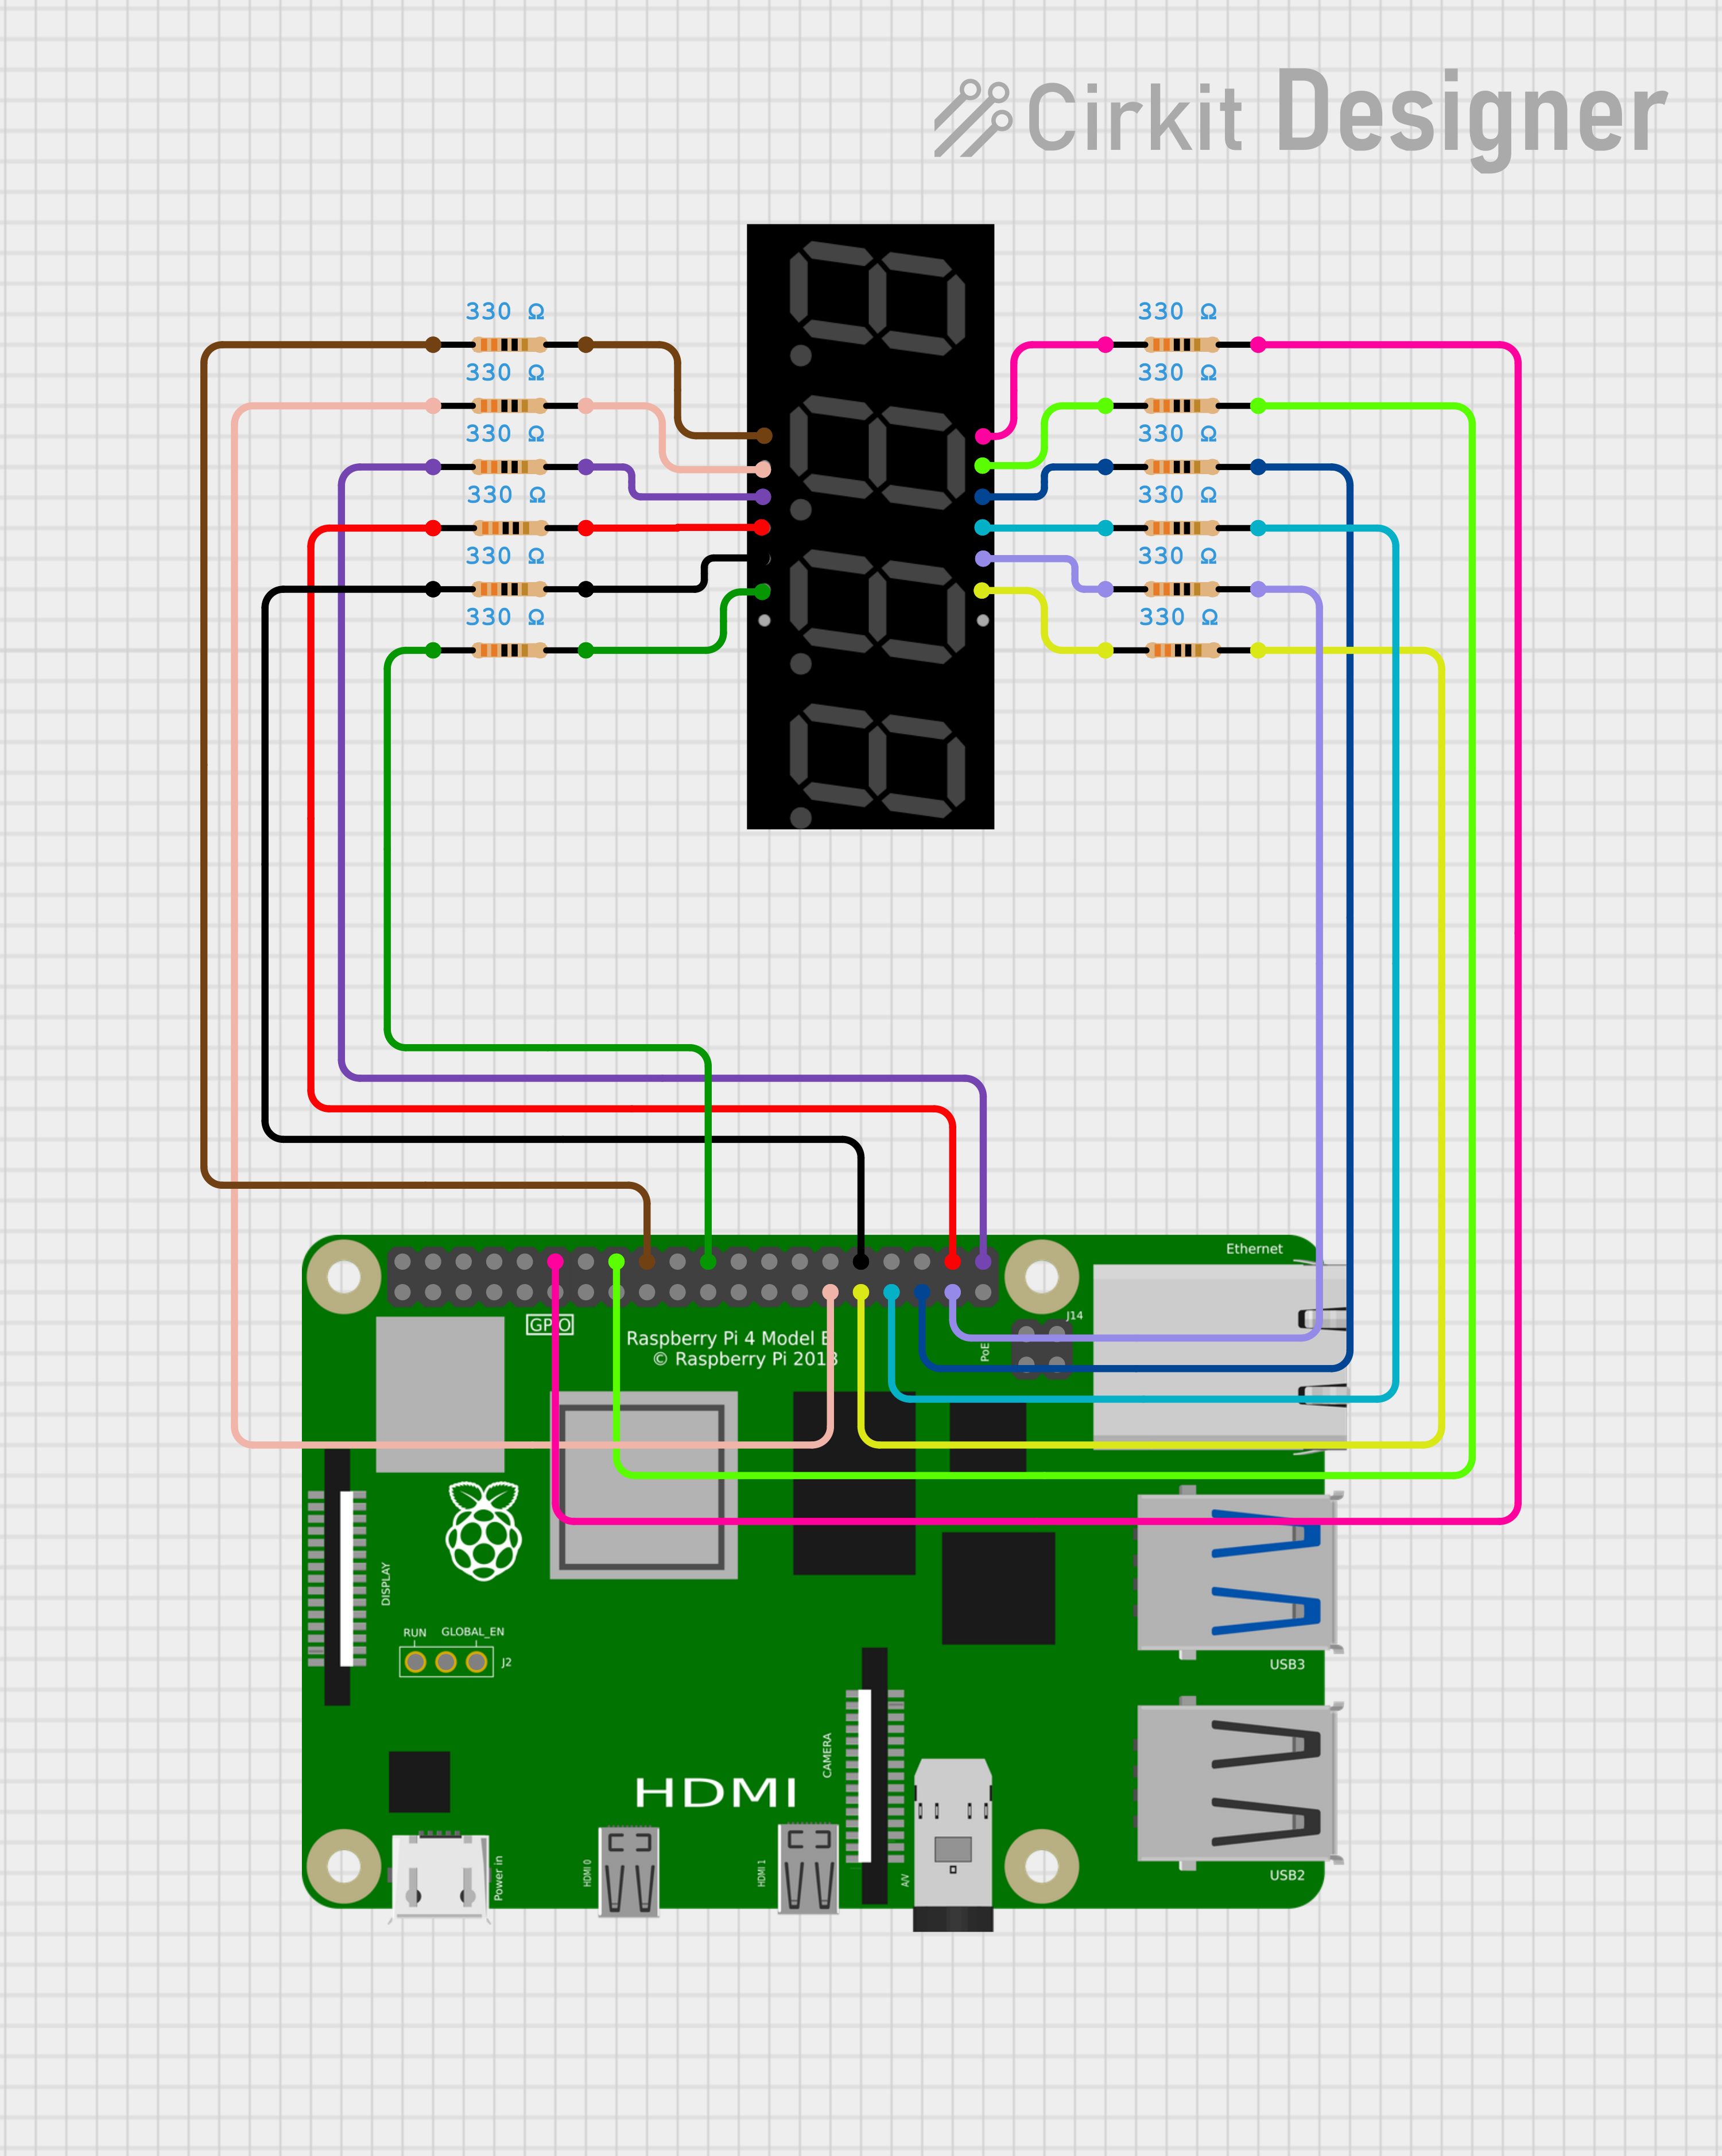 Cirkit Designer
330 Ω
330 Ω
330 Ω
330 Ω
330 Ω
330 Ω
330 Ω
330 Ω
330 Ω
330 Ω
330 Ω
330 Ω
Ethernet
J14
GPIO
PoE
Raspberry Pi 4 Model B
© Raspberry Pi 2018
DISPLAY
RUN GLOBAL_EN
J2
USB3
CAMERA
HDMI
Power in
HDMI 0
HDMI 1
A/V
USB2